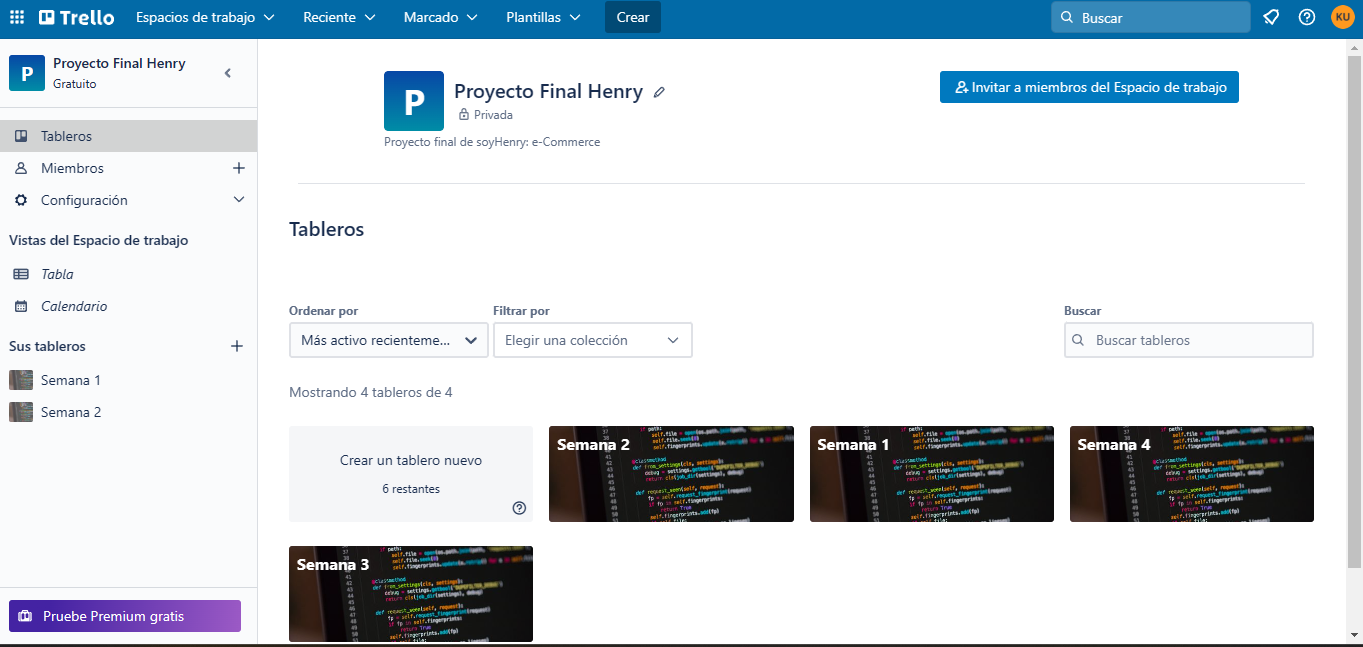 Trello
Espacios de trabajo
Reciente
Marcado
Plantillas
Crear
Buscar
KU
P
Proyecto Final Henry
Gratuito
Tableros
Miembros
Configuración
Vistas del Espacio de trabajo
Tabla
Calendario
Sus tableros
Semana 1
Semana 2
Pruebe Premium gratis
P
Proyecto Final Henry
Privada
Proyecto final de soyHenry: e-Commerce
Invitar a miembros del Espacio de trabajo
Tableros
Ordenar por
Más activo recienteme...
Filtrar por
Elegir una colección
Buscar
Buscar tableros
Mostrando 4 tableros de 4
Crear un tablero nuevo
6 restantes
Semana 2
Semana 1
Semana 4
Semana 3